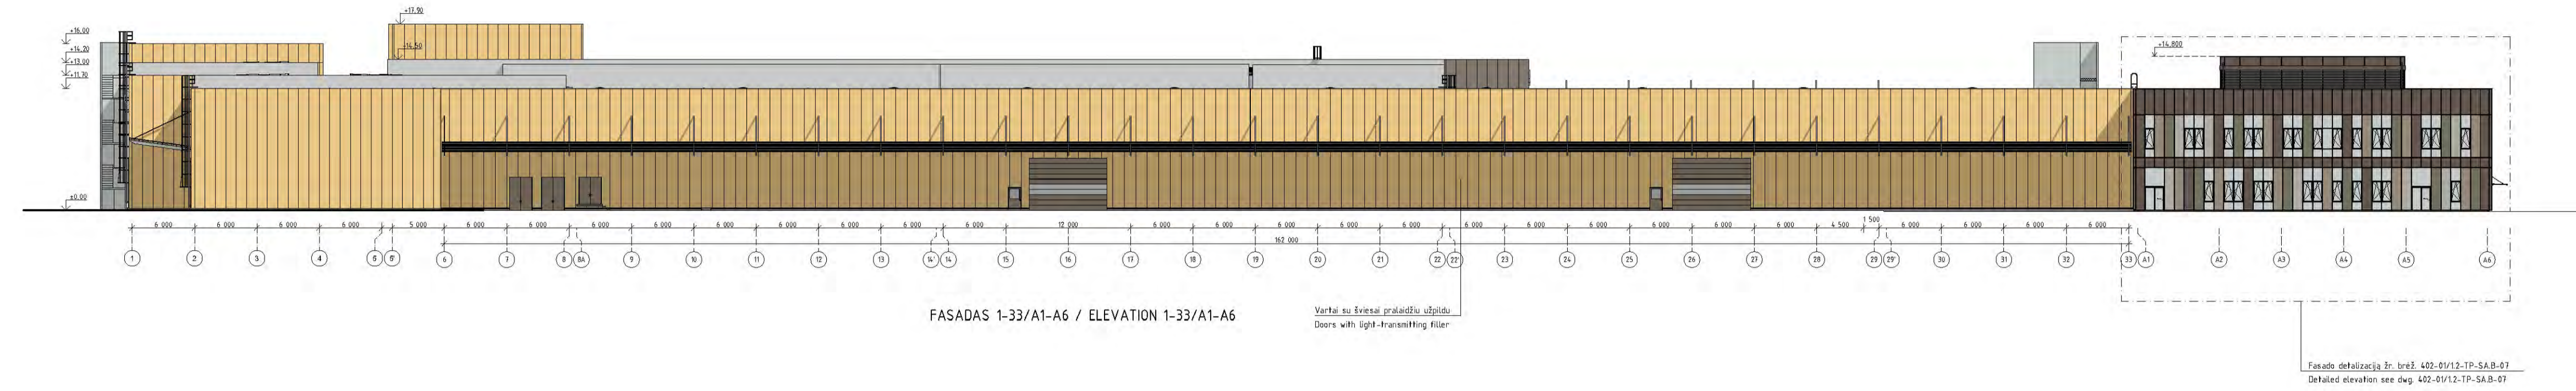 +17.90
+16.00
+14.50
+14.20
+14.800
+13.00
+11.70
±0.00
6 000 6 000 6 000 6 000 5 000 6 000 6 000 6 000 6 000 6 000 6 000 6 000 6 000 6 000 12 000 6 000 6 000 6 000 6 000 6 000 6 000 6 000 6 000 6 000 6 000 6 000 4 500 1 500 6 000 6 000 6 000 6 000
162 000
1 2 3 4 5' 6 7 8 8A 9 10 11 12 13 14' 14 15 16 17 18 19 20 21 22 22' 23 24 25 26 27 28 29 29' 30 31 32 33 A1 A2 A3 A4 A5 A6
FASADAS 1-33/A1-A6 / ELEVATION 1-33/A1-A6
Vartai su šviesai pralaidžiu užpildu
Doors with light-transmitting filler
Fasado detalizaciją žr. brėž. 402-01/1.2-TP-SA.B-07
Detailed elevation see dwg. 402-01/1.2-TP-SA.B-07